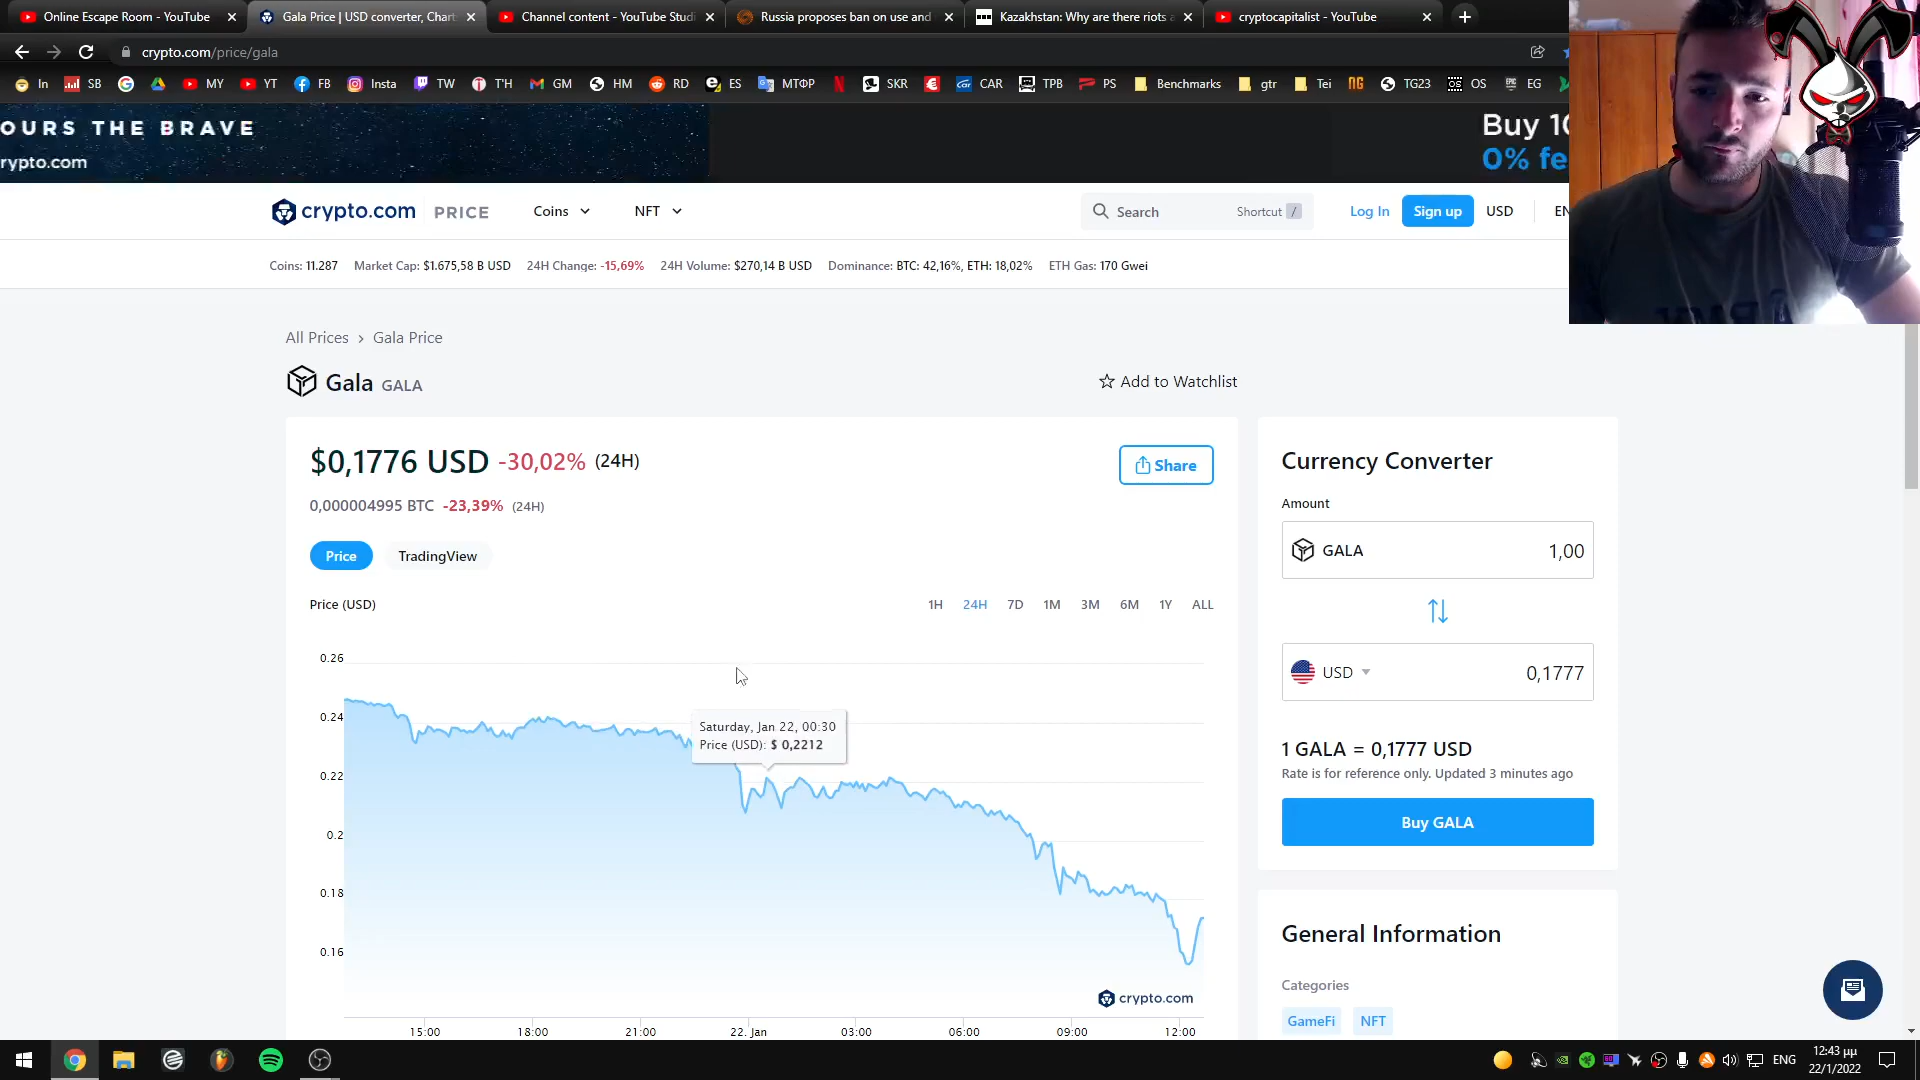 Online Escape Room - YouTube
Gala Price | USD converter, Chart
Channel content - YouTube Studi
Russia proposes ban on use and
Kazakhstan: Why are there riots a
cryptocapitalist - YouTube
crypto.com/price/gala
In SB MY YT FB Insta TW T'H GM HM RD ES ΜΤΦΡ SKR CAR TPB PS Benchmarks gtr Tei NG TG23 OS EG
OURS THE BRAVE
rypto.com
Buy 10
0% fe
crypto.com PRICE Coins NFT Search Shortcut / Log In Sign up USD EN
Coins: 11.287 Market Cap: $1.675,58 B USD 24H Change: -15,69% 24H Volume: $270,14 B USD Dominance: BTC: 42,16%, ETH: 18,02% ETH Gas: 170 Gwei
All Prices > Gala Price
Gala GALA
Add to Watchlist
$0,1776 USD -30,02% (24H)
Share
0,000004995 BTC -23,39% (24H)
Price TradingView
Price (USD)
1H 24H 7D 1M 3M 6M 1Y ALL
0.26
0.24
0.22
0.2
0.18
0.16
Saturday, Jan 22, 00:30
Price (USD): $ 0,2212
crypto.com
15:00 18:00 21:00 22. Jan 03:00 06:00 09:00 12:00
Currency Converter
Amount
GALA 1,00
USD 0,1777
1 GALA = 0,1777 USD
Rate is for reference only. Updated 3 minutes ago
Buy GALA
General Information
Categories
GameFi NFT
ENG
12:43 μμ
22/1/2022